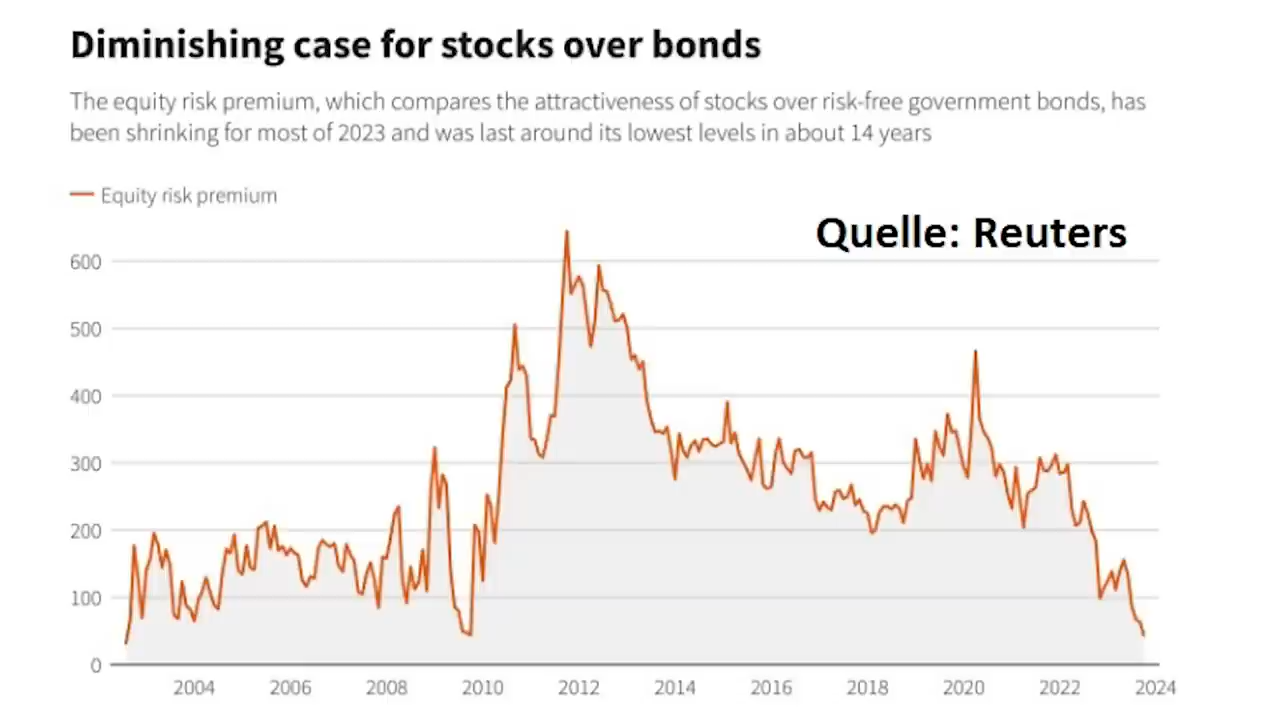 Diminishing case for stocks over bonds
The equity risk premium, which compares the attractiveness of stocks over risk-free government bonds, has
been shrinking for most of 2023 and was last around its lowest levels in about 14 years
Equity risk premium
Quelle: Reuters
600
500
400
300
200
100
0
2004 2006 2008 2010 2012 2014 2016 2018 2020 2022 2024